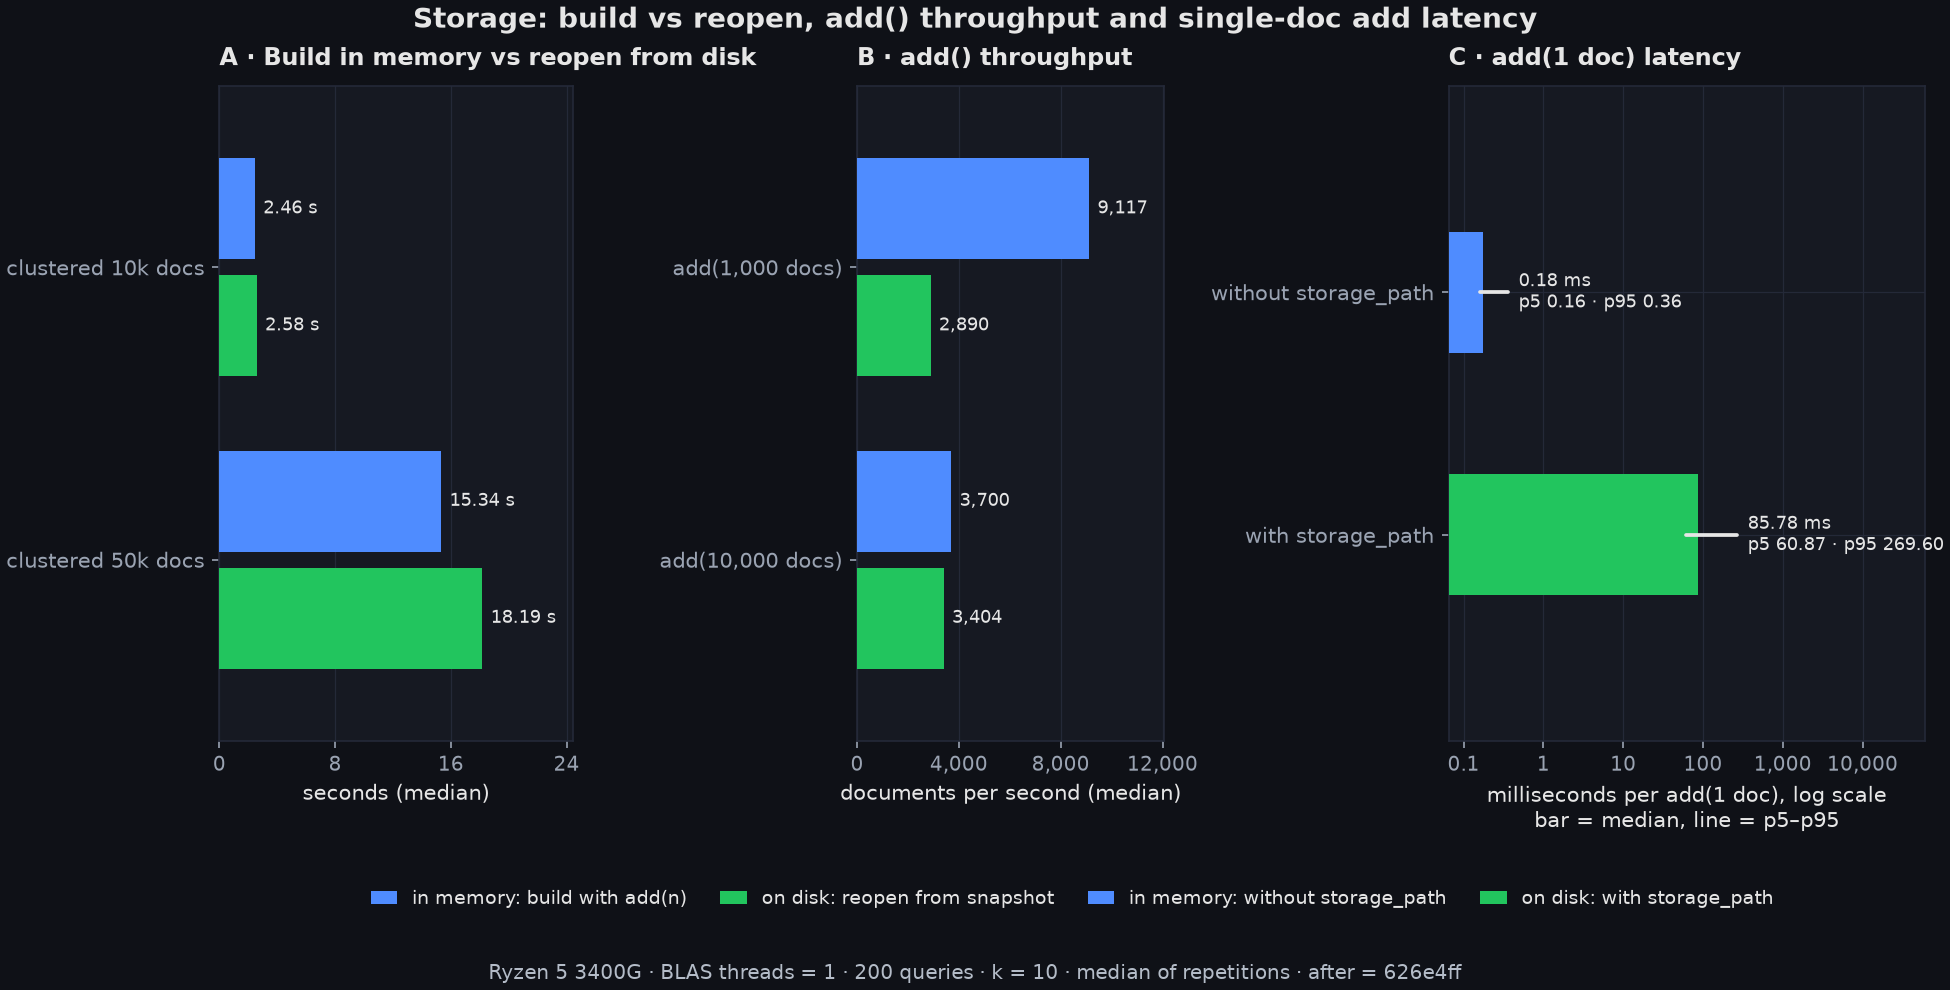 Storage: build vs reopen, add() throughput and single-doc add latency
A · Build in memory vs reopen from disk
clustered 10k docs
2.46 s
2.58 s
clustered 50k docs
15.34 s
18.19 s
0 8 16 24
seconds (median)
B · add() throughput
add(1,000 docs)
9,117
2,890
add(10,000 docs)
3,700
3,404
0 4,000 8,000 12,000
documents per second (median)
C · add(1 doc) latency
without storage_path
0.18 ms
p5 0.16 · p95 0.36
with storage_path
85.78 ms
p5 60.87 · p95 269.60
0.1 1 10 100 1,000 10,000
milliseconds per add(1 doc), log scale
bar = median, line = p5–p95
in memory: build with add(n) on disk: reopen from snapshot in memory: without storage_path on disk: with storage_path
Ryzen 5 3400G · BLAS threads = 1 · 200 queries · k = 10 · median of repetitions · after = 626e4ff